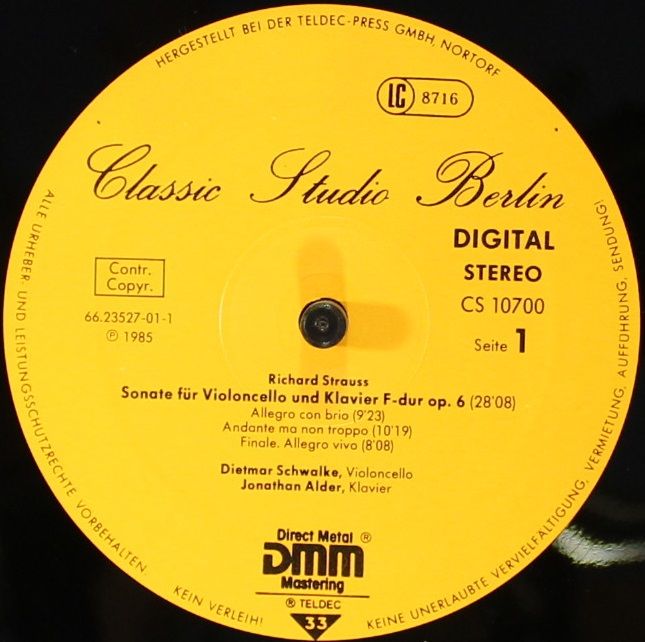 HERGESTELLT BEI DER TELDEC-PRESS GMBH, NORTORF
LC 8716
Classic Studio Berlin
DIGITAL
STEREO
CS 10700
Seite 1
Contr.
Copyr.
66.23527-01-1
℗ 1985
Richard Strauss
Sonate für Violoncello und Klavier F-dur op. 6 (28'08)
Allegro con brio (9'23)
Andante ma non troppo (10'19)
Finale. Allegro vivo (8'08)
Dietmar Schwalke, Violoncello
Jonathan Alder, Klavier
Direct Metal ®
DMM
Mastering
® TELDEC
33
ALLE URHEBER- UND LEISTUNGSSCHUTZRECHTE VORBEHALTEN.
KEIN VERLEIH!
KEINE UNERLAUBTE VERVIELFÄLTIGUNG, VERMIETUNG, AUFFÜHRUNG, SENDUNG!